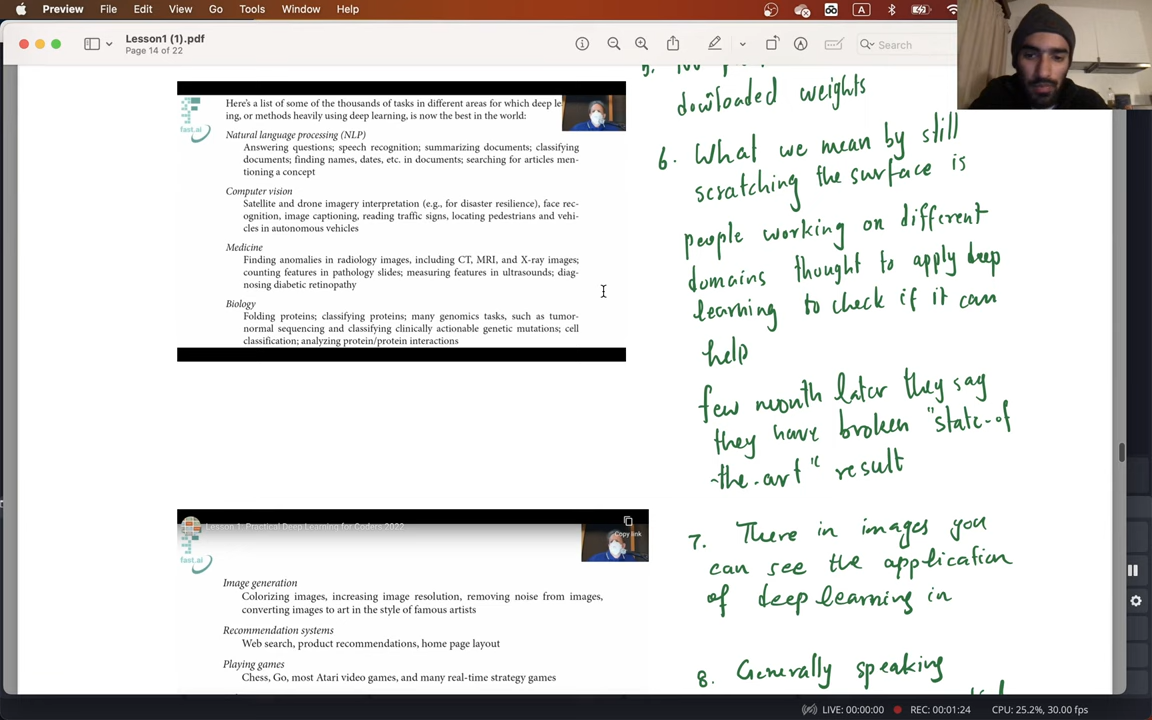 Preview File Edit View Go Tools Window Help
Lesson1 (1).pdf
Page 14 of 22
Search
fast.ai
Here's a list of some of the thousands of tasks in different areas for which deep le
ing, or methods heavily using deep learning, is now the best in the world:
Natural language processing (NLP)
Answering questions; speech recognition; summarizing documents; classifying
documents; finding names, dates, etc. in documents; searching for articles men-
tioning a concept
Computer vision
Satellite and drone imagery interpretation (e.g., for disaster resilience), face rec-
ognition, image captioning, reading traffic signs, locating pedestrians and vehi-
cles in autonomous vehicles
Medicine
Finding anomalies in radiology images, including CT, MRI, and X-ray images;
counting features in pathology slides; measuring features in ultrasounds; diag-
nosing diabetic retinopathy
Biology
Folding proteins; classifying proteins; many genomics tasks, such as tumor-
normal sequencing and classifying clinically actionable genetic mutations; cell
classification; analyzing protein/protein interactions
Lesson 1: Practical Deep Learning for Coders 2022
Copy link
fast.ai
Image generation
Colorizing images, increasing image resolution, removing noise from images,
converting images to art in the style of famous artists
Recommendation systems
Web search, product recommendations, home page layout
Playing games
Chess, Go, most Atari video games, and many real-time strategy games
5.
downloaded weights
6. What we mean by still
scratching the surface is
people working on different
domains thought to apply deep
learning to check if it can
help
few month later they say
they have broken "state-of
-the-art" result
7. There in images you
can see the application
of deep learning in
8. Generally speaking
LIVE: 00:00:00 REC: 00:01:24 CPU: 25.2%, 30.00 fps